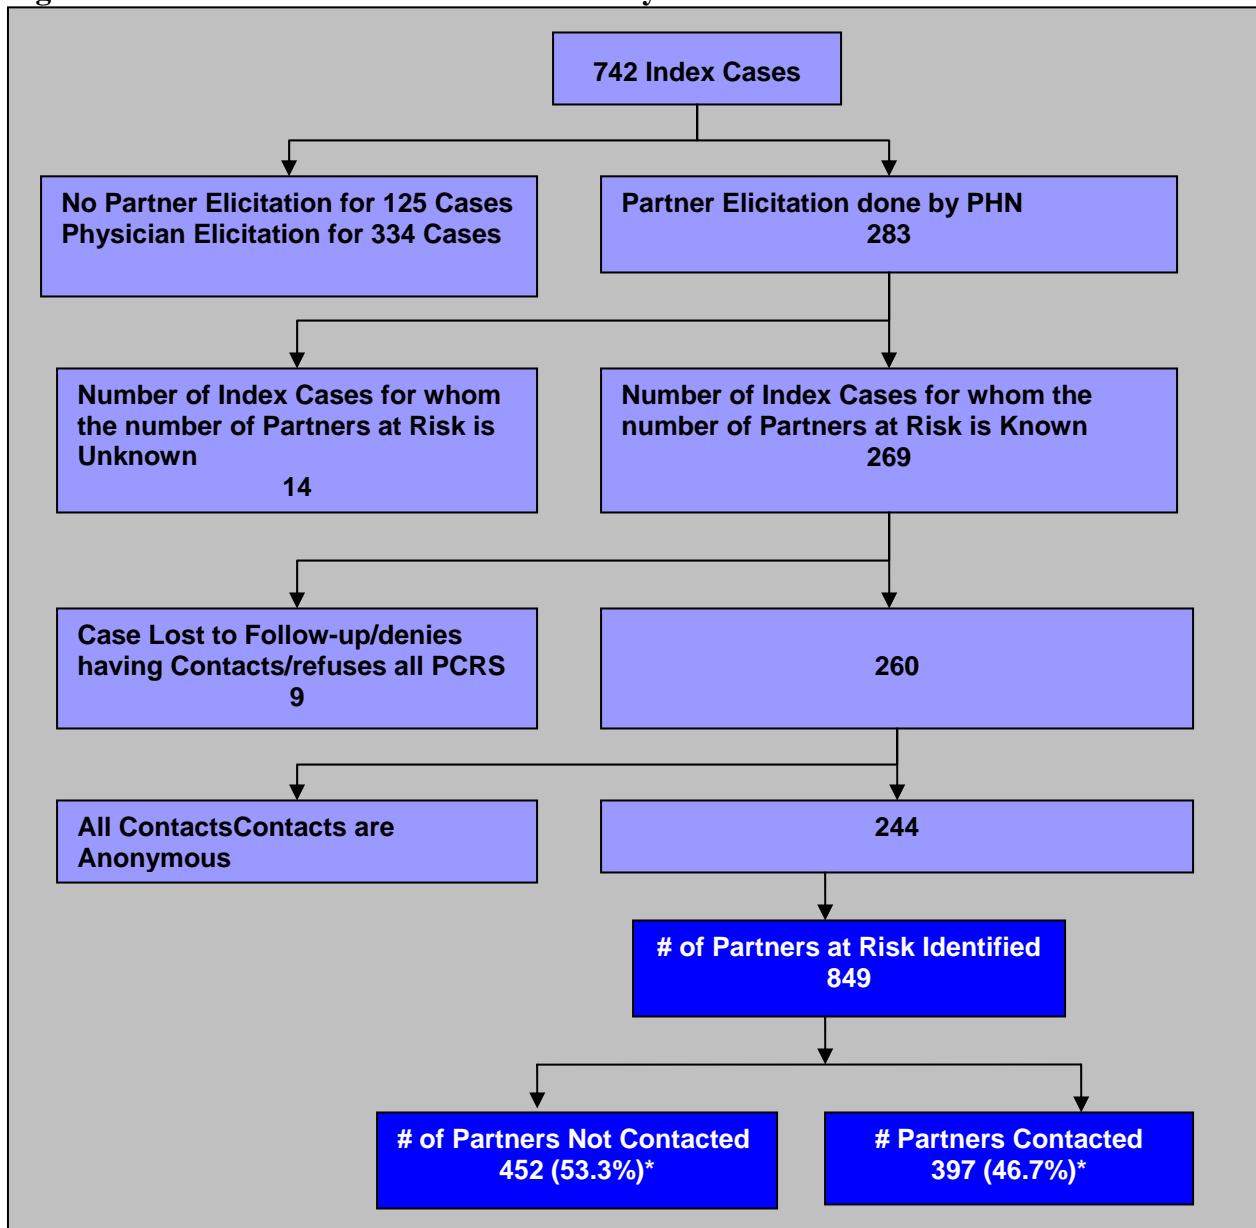 742 Index Cases
No Partner Elicitation for 125 Cases
Physician Elicitation for 334 Cases
Partner Elicitation done by PHN
283
Number of Index Cases for whom
the number of Partners at Risk is
Unknown
14
Number of Index Cases for whom the
number of Partners at Risk is Known
269
Case Lost to Follow-up/denies
having Contacts/refuses all PCRS
9
260
All ContactsContacts are
Anonymous
244
# of Partners at Risk Identified
849
# of Partners Not Contacted
452 (53.3%)*
# Partners Contacted
397 (46.7%)*